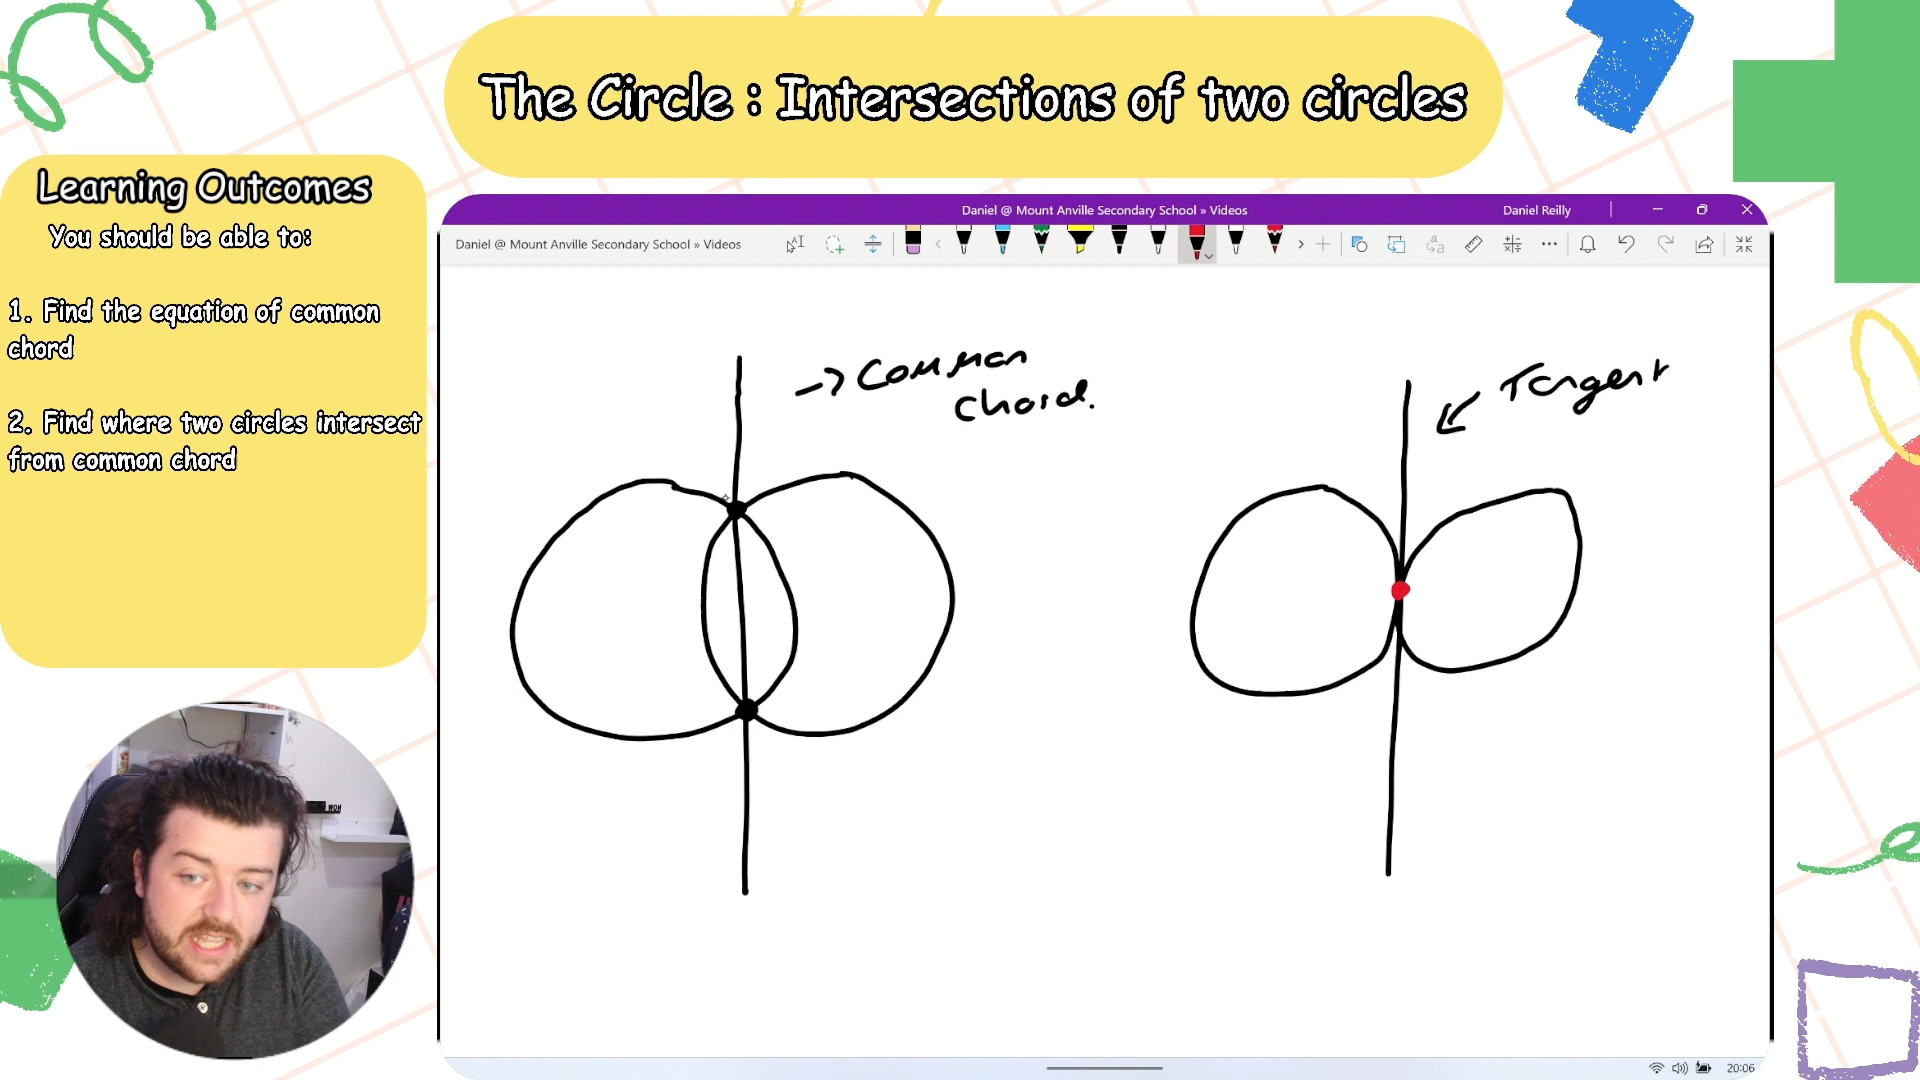 The Circle : Intersections of two circles
Learning Outcomes
You should be able to:
1. Find the equation of common
chord
2. Find where two circles intersect
from common chord
Daniel @ Mount Anville Secondary School » Videos
Daniel Reilly
Daniel @ Mount Anville Secondary School » Videos
Common
chord.
Tangent
20:06